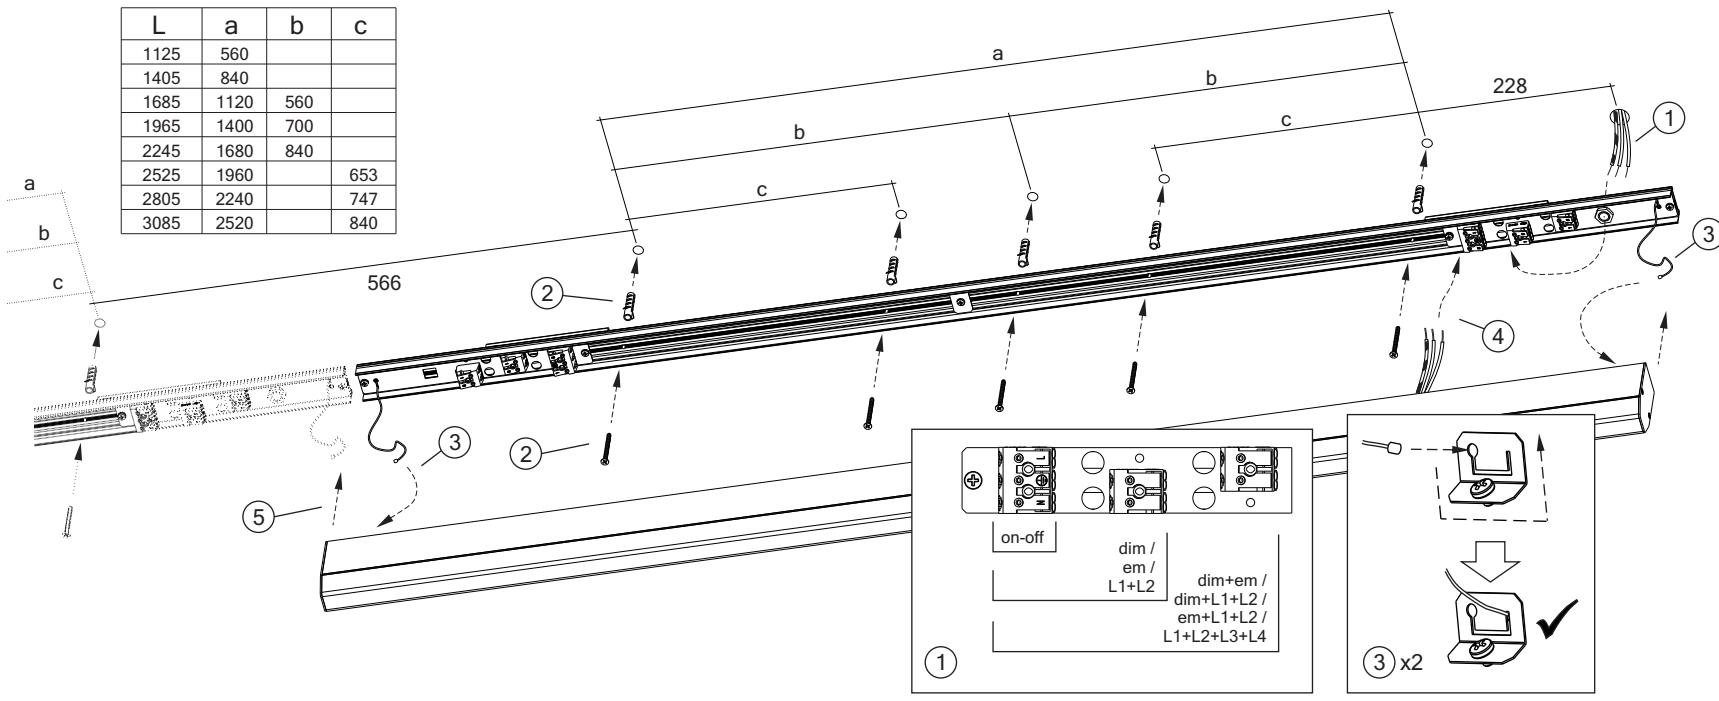 L a b c
1125 560
1405 840
1685 1120 560
1965 1400 700
2245 1680 840
2525 1960 653
2805 2240 747
3085 2520 840
a
b
228
1
b
c
a
c
3
b
c
566
2
4
3
2
5
L
N
on-off
dim /
em /
L1+L2
dim+em /
dim+L1+L2 /
em+L1+L2 /
L1+L2+L3+L4
1
3 x2